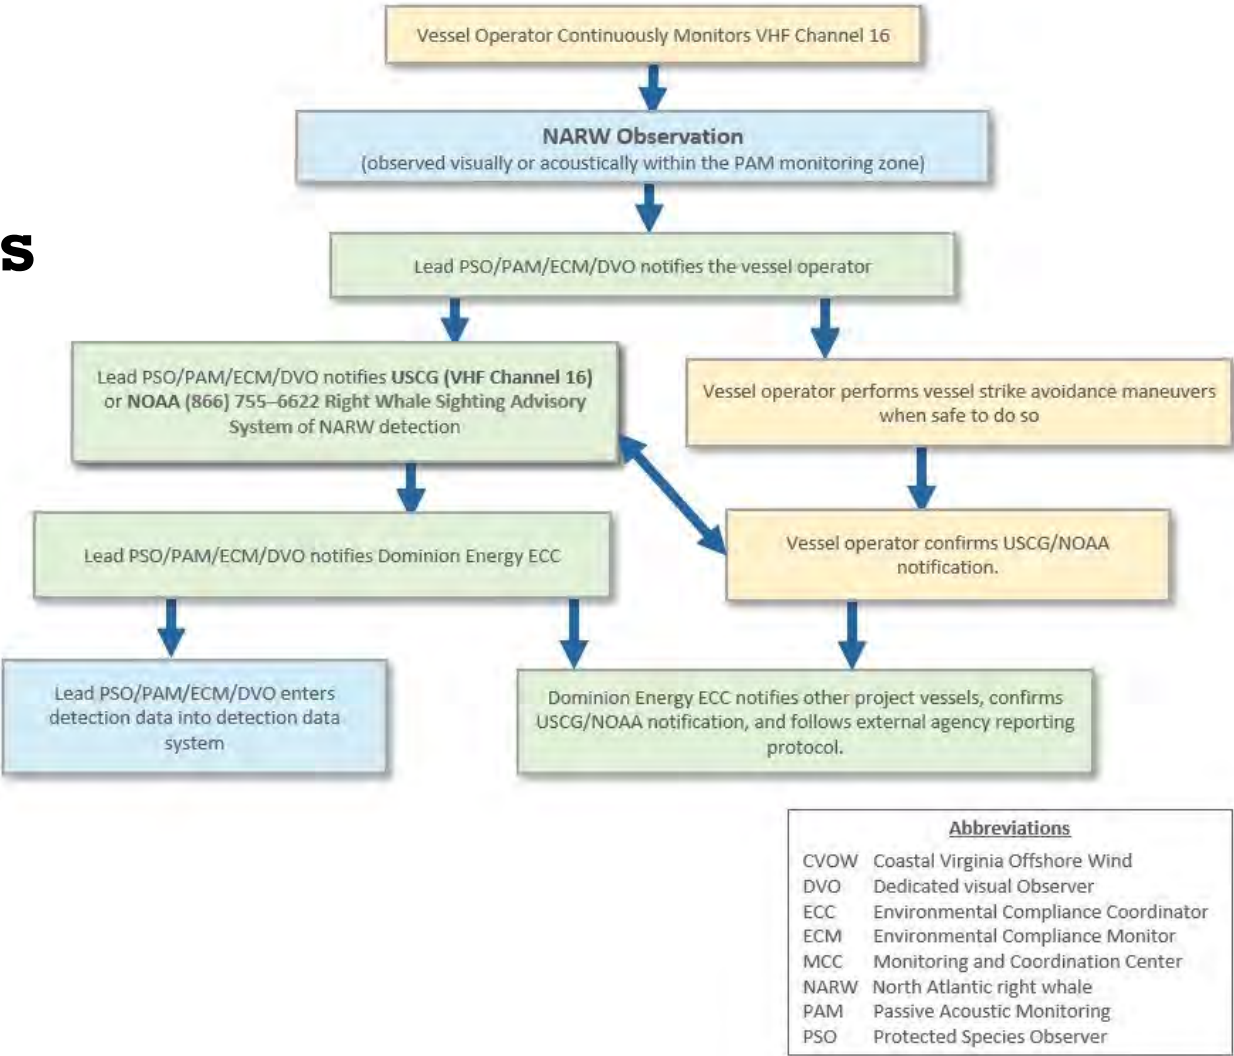 Vessel Operator Continuously Monitors VHF Channel 16
NARW Observation
(observed visually or acoustically within the PAM monitoring zone)
s
Lead PSO/PAM/ECM/DVO notifies the vessel operator
Lead PSO/PAM/ECM/DVO notifies USCG (VHF Channel 16)
or NOAA (866) 755–6622 Right Whale Sighting Advisory
System of NARW detection
Vessel operator performs vessel strike avoidance maneuvers
when safe to do so
Lead PSO/PAM/ECM/DVO notifies Dominion Energy ECC
Vessel operator confirms USCG/NOAA
notification.
Lead PSO/PAM/ECM/DVO enters
detection data into detection data
system
Dominion Energy ECC notifies other project vessels, confirms
USCG/NOAA notification, and follows external agency reporting
protocol.
Abbreviations
CVOW Coastal Virginia Offshore Wind
DVO Dedicated visual Observer
ECC Environmental Compliance Coordinator
ECM Environmental Compliance Monitor
MCC Monitoring and Coordination Center
NARW North Atlantic right whale
PAM Passive Acoustic Monitoring
PSO Protected Species Observer